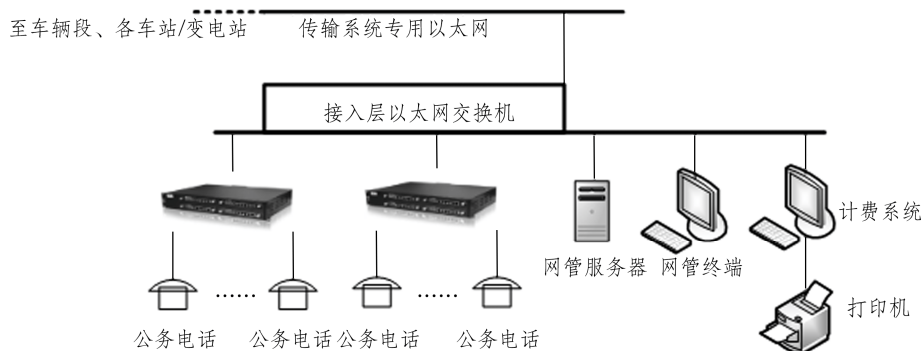 至车辆段、各车站/变电站 传输系统专用以太网
接入层以太网交换机
计费系统
网管服务器 网管终端
打印机
公务电话 公务电话 公务电话 公务电话